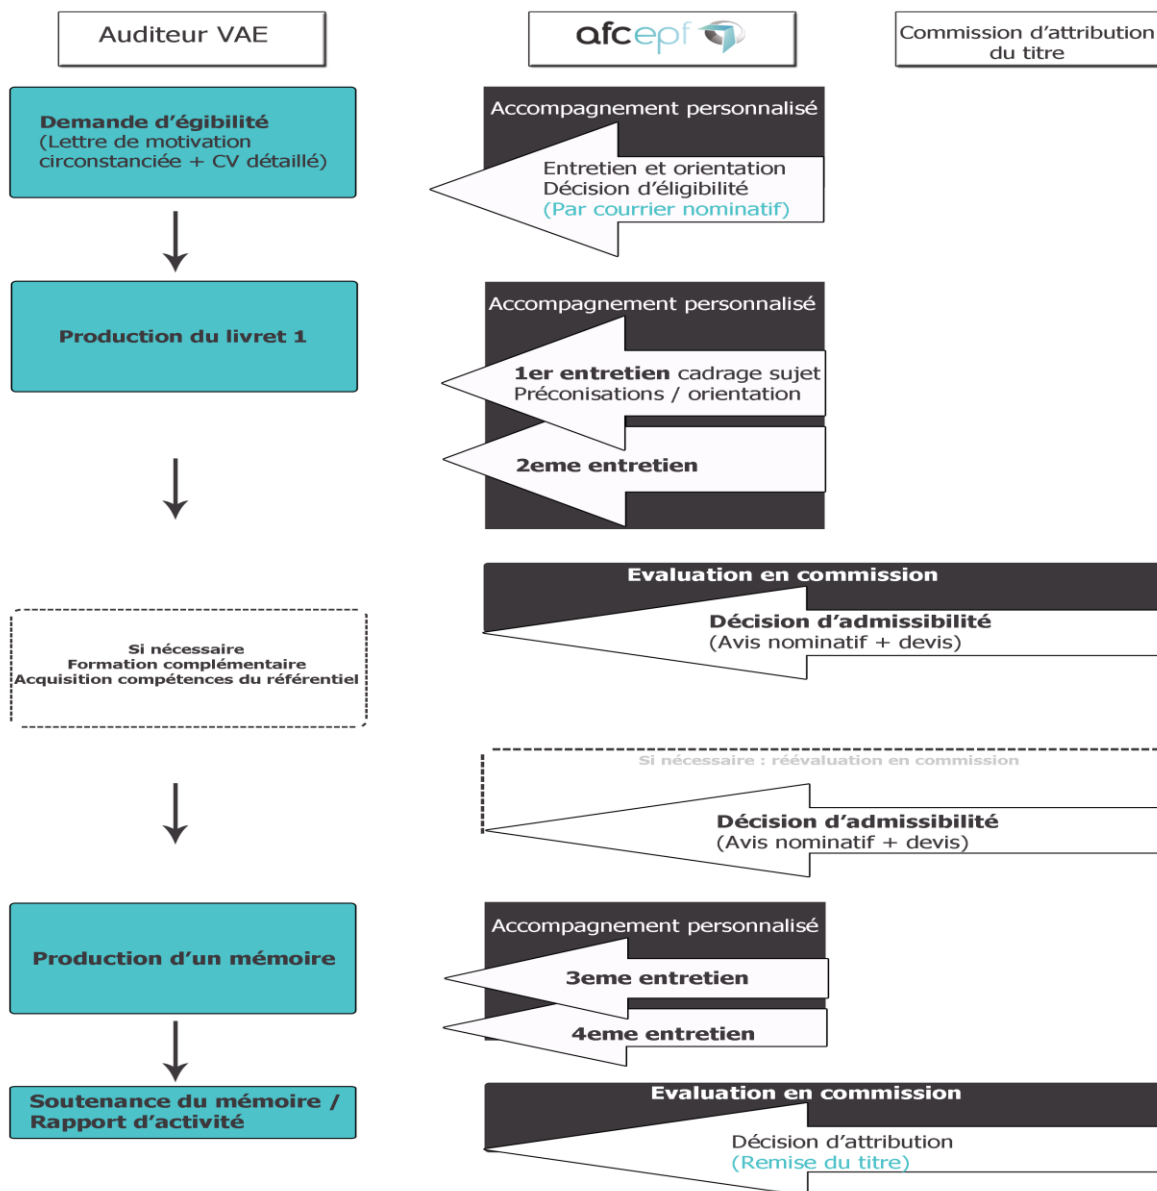 Auditeur VAE
afcepf
Commission d'attribution
du titre
Demande d'égibilité
(Lettre de motivation
circonstanciée + CV détaillé)
Accompagnement personnalisé
Entretien et orientation
Décision d'éligibilité
(Par courrier nominatif)
Production du livret 1
Accompagnement personnalisé
1er entretien cadrage sujet
Préconisations / orientation
2eme entretien
Evaluation en commission
Décision d'admissibilité
(Avis nominatif + devis)
Si nécessaire
Formation complémentaire
Acquisition compétences du référentiel
Si nécessaire : réévaluation en commission
Décision d'admissibilité
(Avis nominatif + devis)
Production d'un mémoire
Accompagnement personnalisé
3eme entretien
4eme entretien
Soutenance du mémoire /
Rapport d'activité
Evaluation en commission
Décision d'attribution
(Remise du titre)